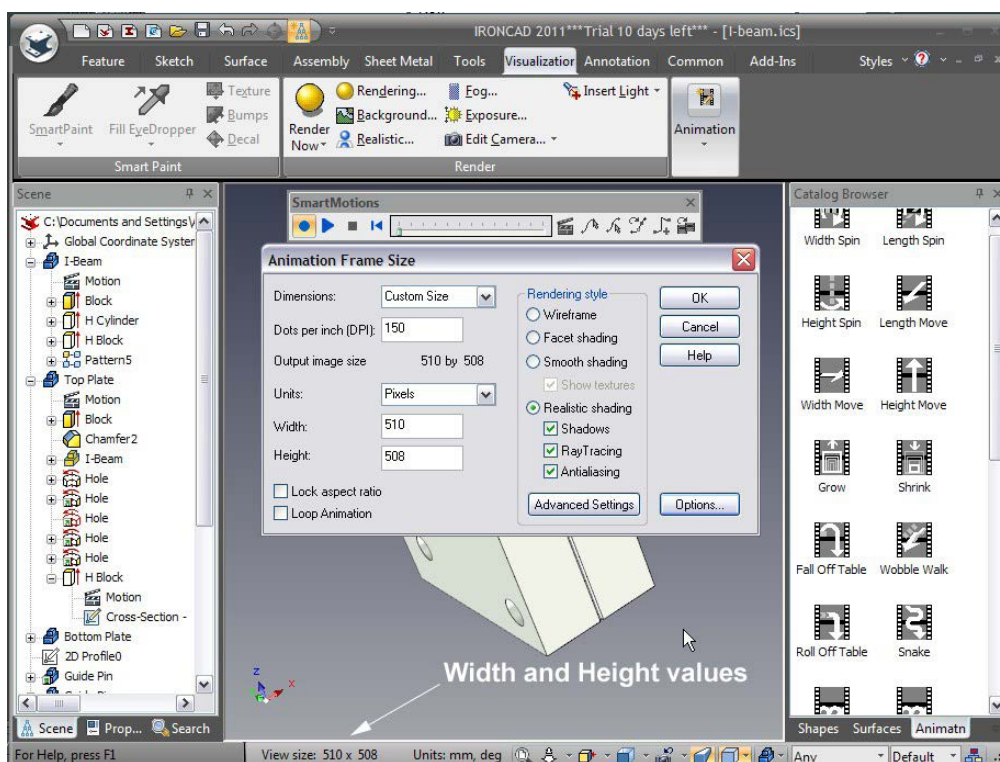 IRONCAD 2011***Trial 10 days left*** - [I-beam.ics]
Feature Sketch Surface Assembly Sheet Metal Tools Visualization Annotation Common Add-Ins Styles
SmartPaint
Fill EyeDropper
Texture
Bumps
Decal
Smart Paint
Render Now
Rendering...
Background...
Realistic...
Fog...
Exposure...
Edit Camera...
Insert Light
Render
Animation
Scene
C:\Documents and Settings\
Global Coordinate System
I-Beam
Motion
Block
H Cylinder
H Block
Pattern5
Top Plate
Motion
Block
Chamfer2
I-Beam
Hole
Hole
Hole
Hole
Hole
H Block
Motion
Cross-Section -
Bottom Plate
2D Profile0
Guide Pin
Scene Prop... Search
SmartMotions
Animation Frame Size
Dimensions: Custom Size
Dots per inch (DPI): 150
Output image size 510 by 508
Units: Pixels
Width: 510
Height: 508
Lock aspect ratio
Loop Animation
Rendering style
Wireframe
Facet shading
Smooth shading
Show textures
Realistic shading
Shadows
RayTracing
Antialiasing
Advanced Settings
OK
Cancel
Help
Options...
Z
X
Width and Height values
Catalog Browser
Width Spin Length Spin
Height Spin Length Move
Width Move Height Move
Grow Shrink
Fall Off Table Wobble Walk
Roll Off Table Snake
Shapes Surfaces Animatn
For Help, press F1 View size: 510 x 508 Units: mm, deg Any Default